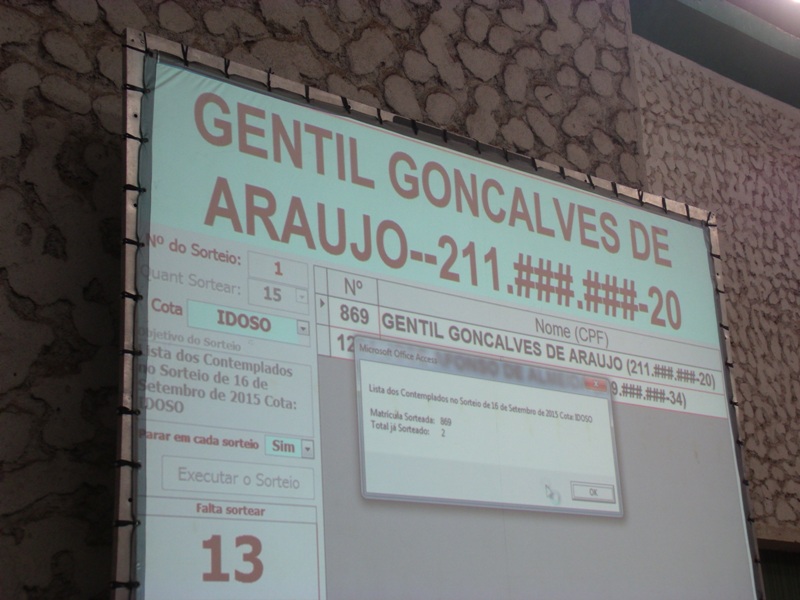 GENTIL GONCALVES DE
ARAUJO--211.###.###-20
Nº do Sorteio: 1
Quant Sortear: 15
Cota IDOSO
Objetivo do Sorteio
Lista dos Contemplados
no Sorteio de 16 de
Setembro de 2015 Cota:
IDOSO
Parar em cada sorteio Sim
Executar o Sorteio
Falta sortear
13
Nº Nome (CPF)
869 GENTIL GONCALVES DE ARAUJO (211.###.###-20)
9.###.###-34)
Microsoft Office Access
Lista dos Contemplados no Sorteio de 16 de Setembro de 2015 Cota: IDOSO
Matrícula Sorteada: 869
Total já Sorteado: 2
OK